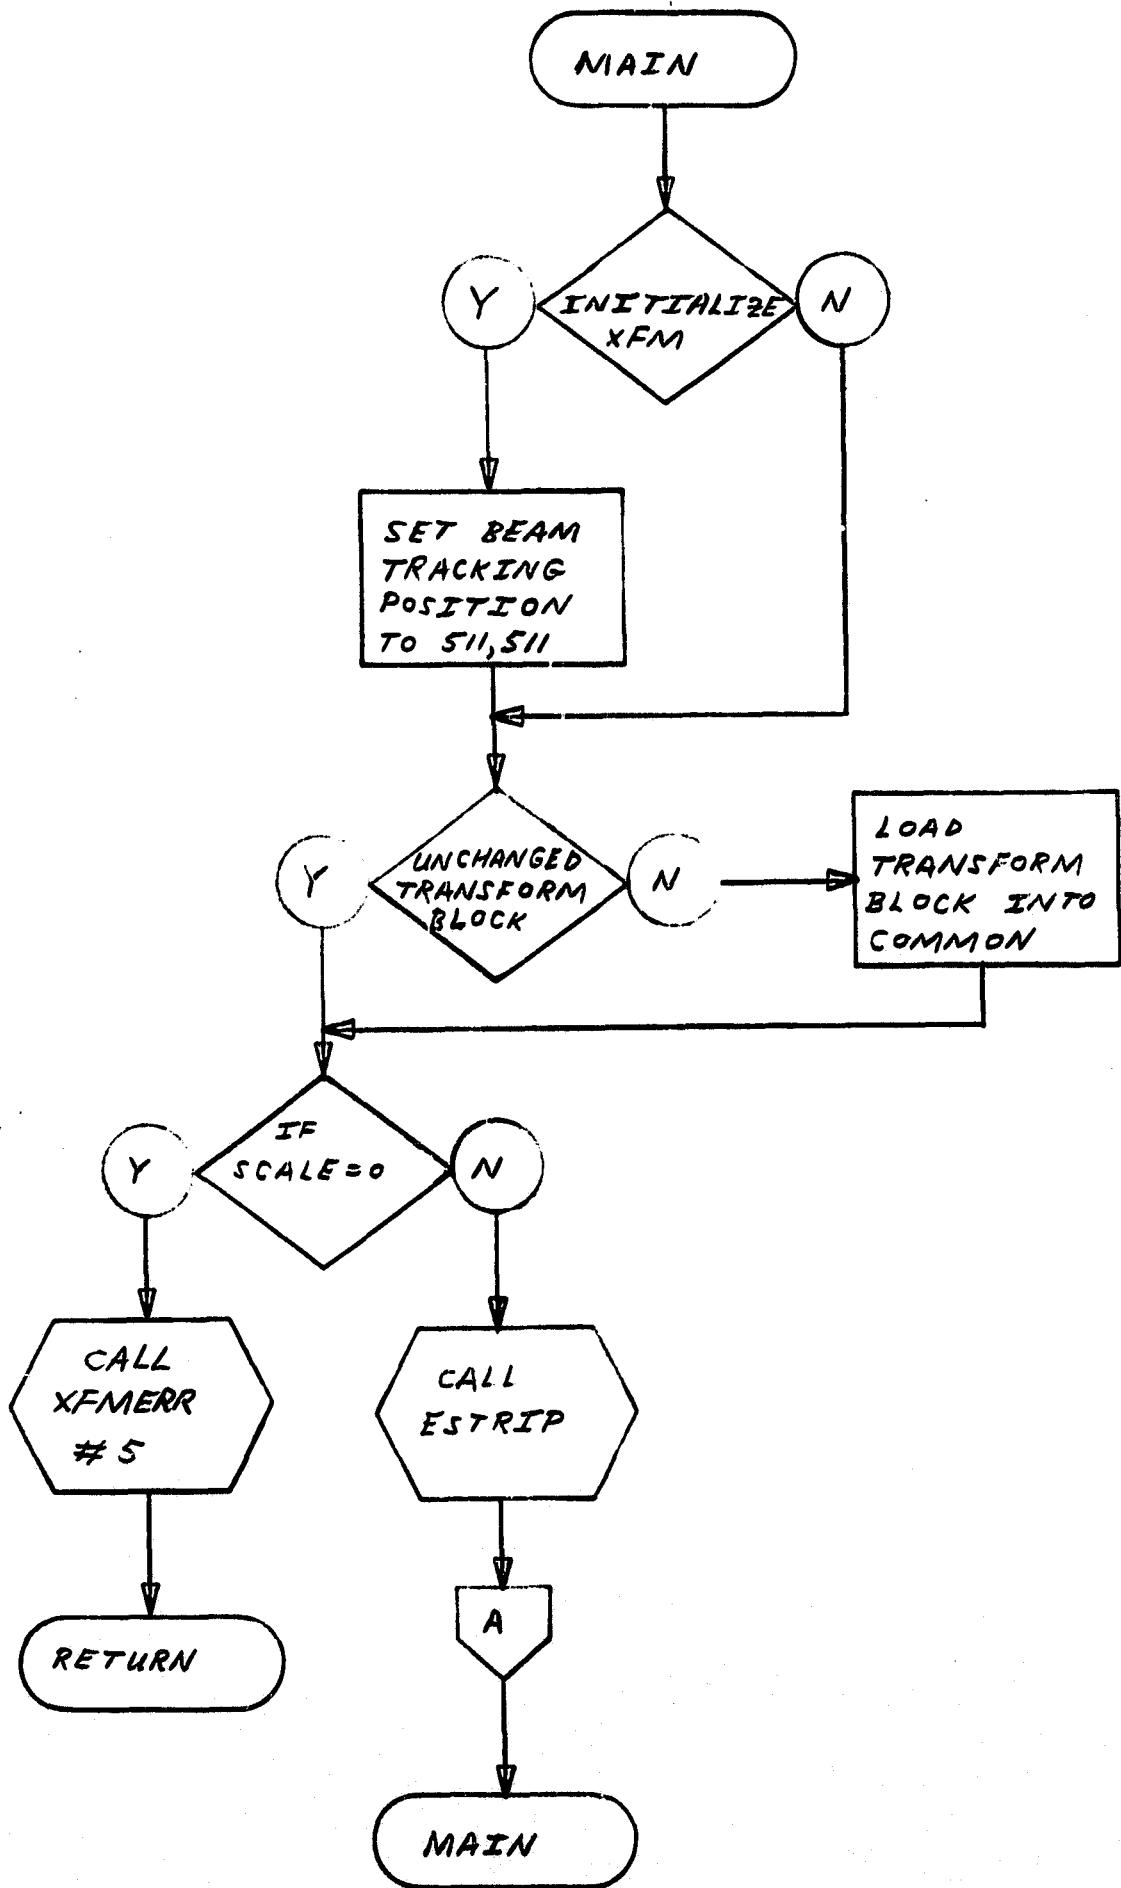 MAIN
Y
INITIALIZE
XFM
N
SET BEAM
TRACKING
POSITION
TO 511,511
Y
UNCHANGED
TRANSFORM
BLOCK
N
LOAD
TRANSFORM
BLOCK INTO
COMMON
Y
IF
SCALE=0
N
CALL
XFMERR
#5
CALL
ESTRIP
RETURN
A
MAIN